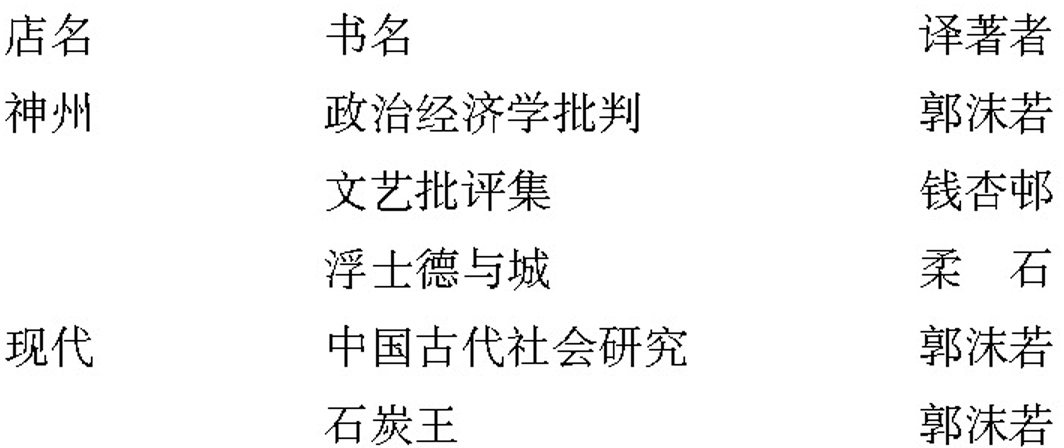 店名 书名 译著者
神州 政治经济学批判 郭沫若
文艺批评集 钱杏邨
浮士德与城 柔 石
现代 中国古代社会研究 郭沫若
石炭王 郭沫若